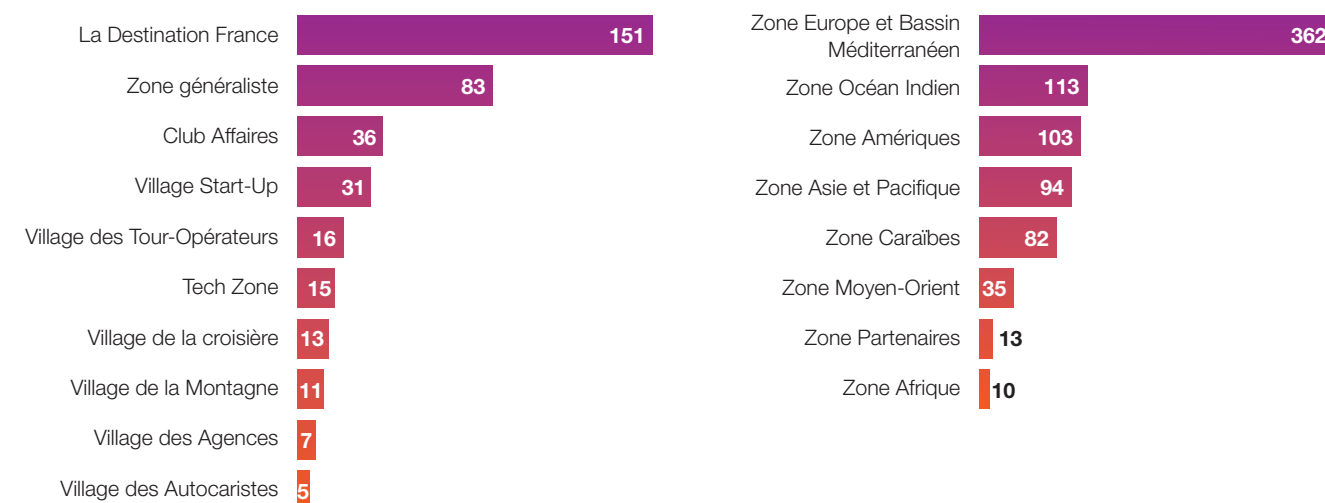 La Destination France 151
Zone généraliste 83
Club Affaires 36
Village Start-Up 31
Village des Tour-Opérateurs 16
Tech Zone 15
Village de la croisière 13
Village de la Montagne 11
Village des Agences 7
Village des Autocaristes 5
Zone Europe et Bassin
Méditerranéen 362
Zone Océan Indien 113
Zone Amériques 103
Zone Asie et Pacifique 94
Zone Caraïbes 82
Zone Moyen-Orient 35
Zone Partenaires 13
Zone Afrique 10